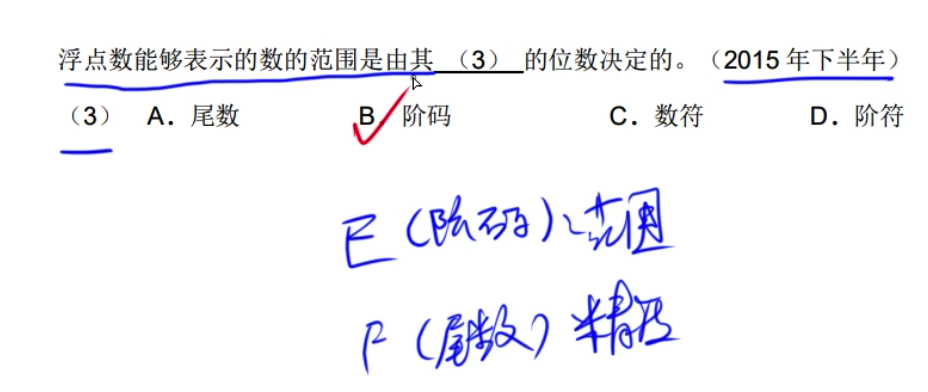 浮点数能够表示的数的范围是由其 （3） 的位数决定的。（2015 年下半年）
（3） A．尾数 B．阶码 C．数符 D．阶符
E（阶码）范围
F（尾数）精度